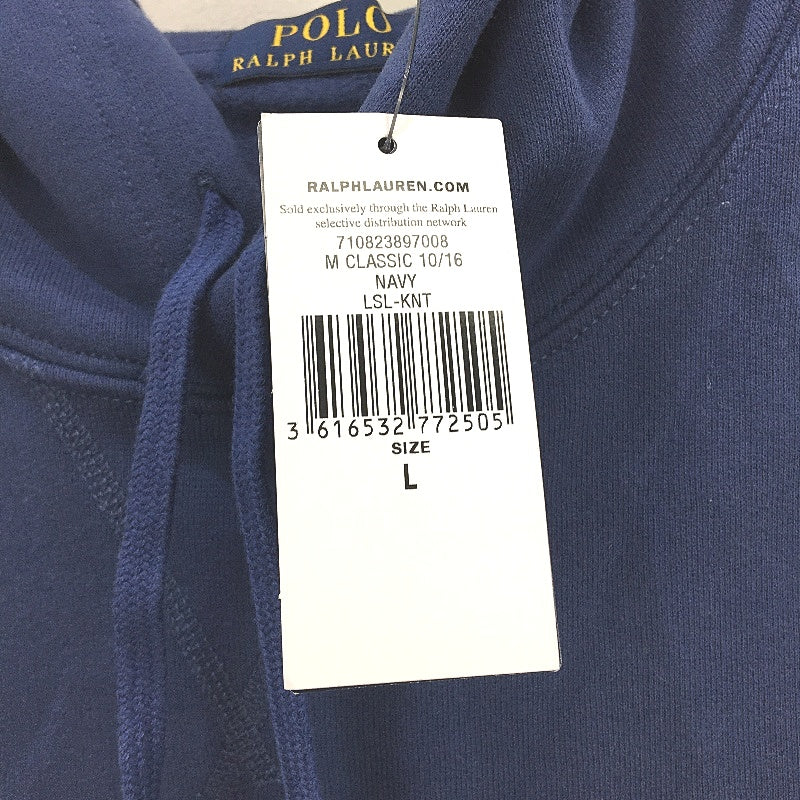 POLO
RALPH LAUR
RALPHLAUREN.COM
Sold exclusively through the Ralph Lauren
selective distribution network
710823897008
M CLASSIC 10/16
NAVY
LSL-KNT
3 616532 772505
SIZE
L